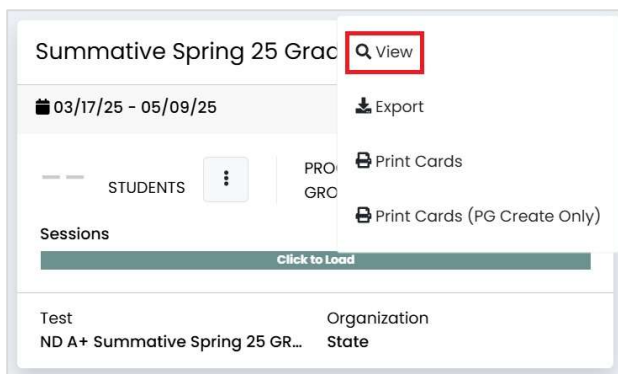 Summative Spring 25 Grad
View
03/17/25 - 05/09/25
Export
-- STUDENTS
PRO
GRO
Print Cards
Print Cards (PG Create Only)
Sessions
Click to Load
Test
Organization
ND A+ Summative Spring 25 GR...
State